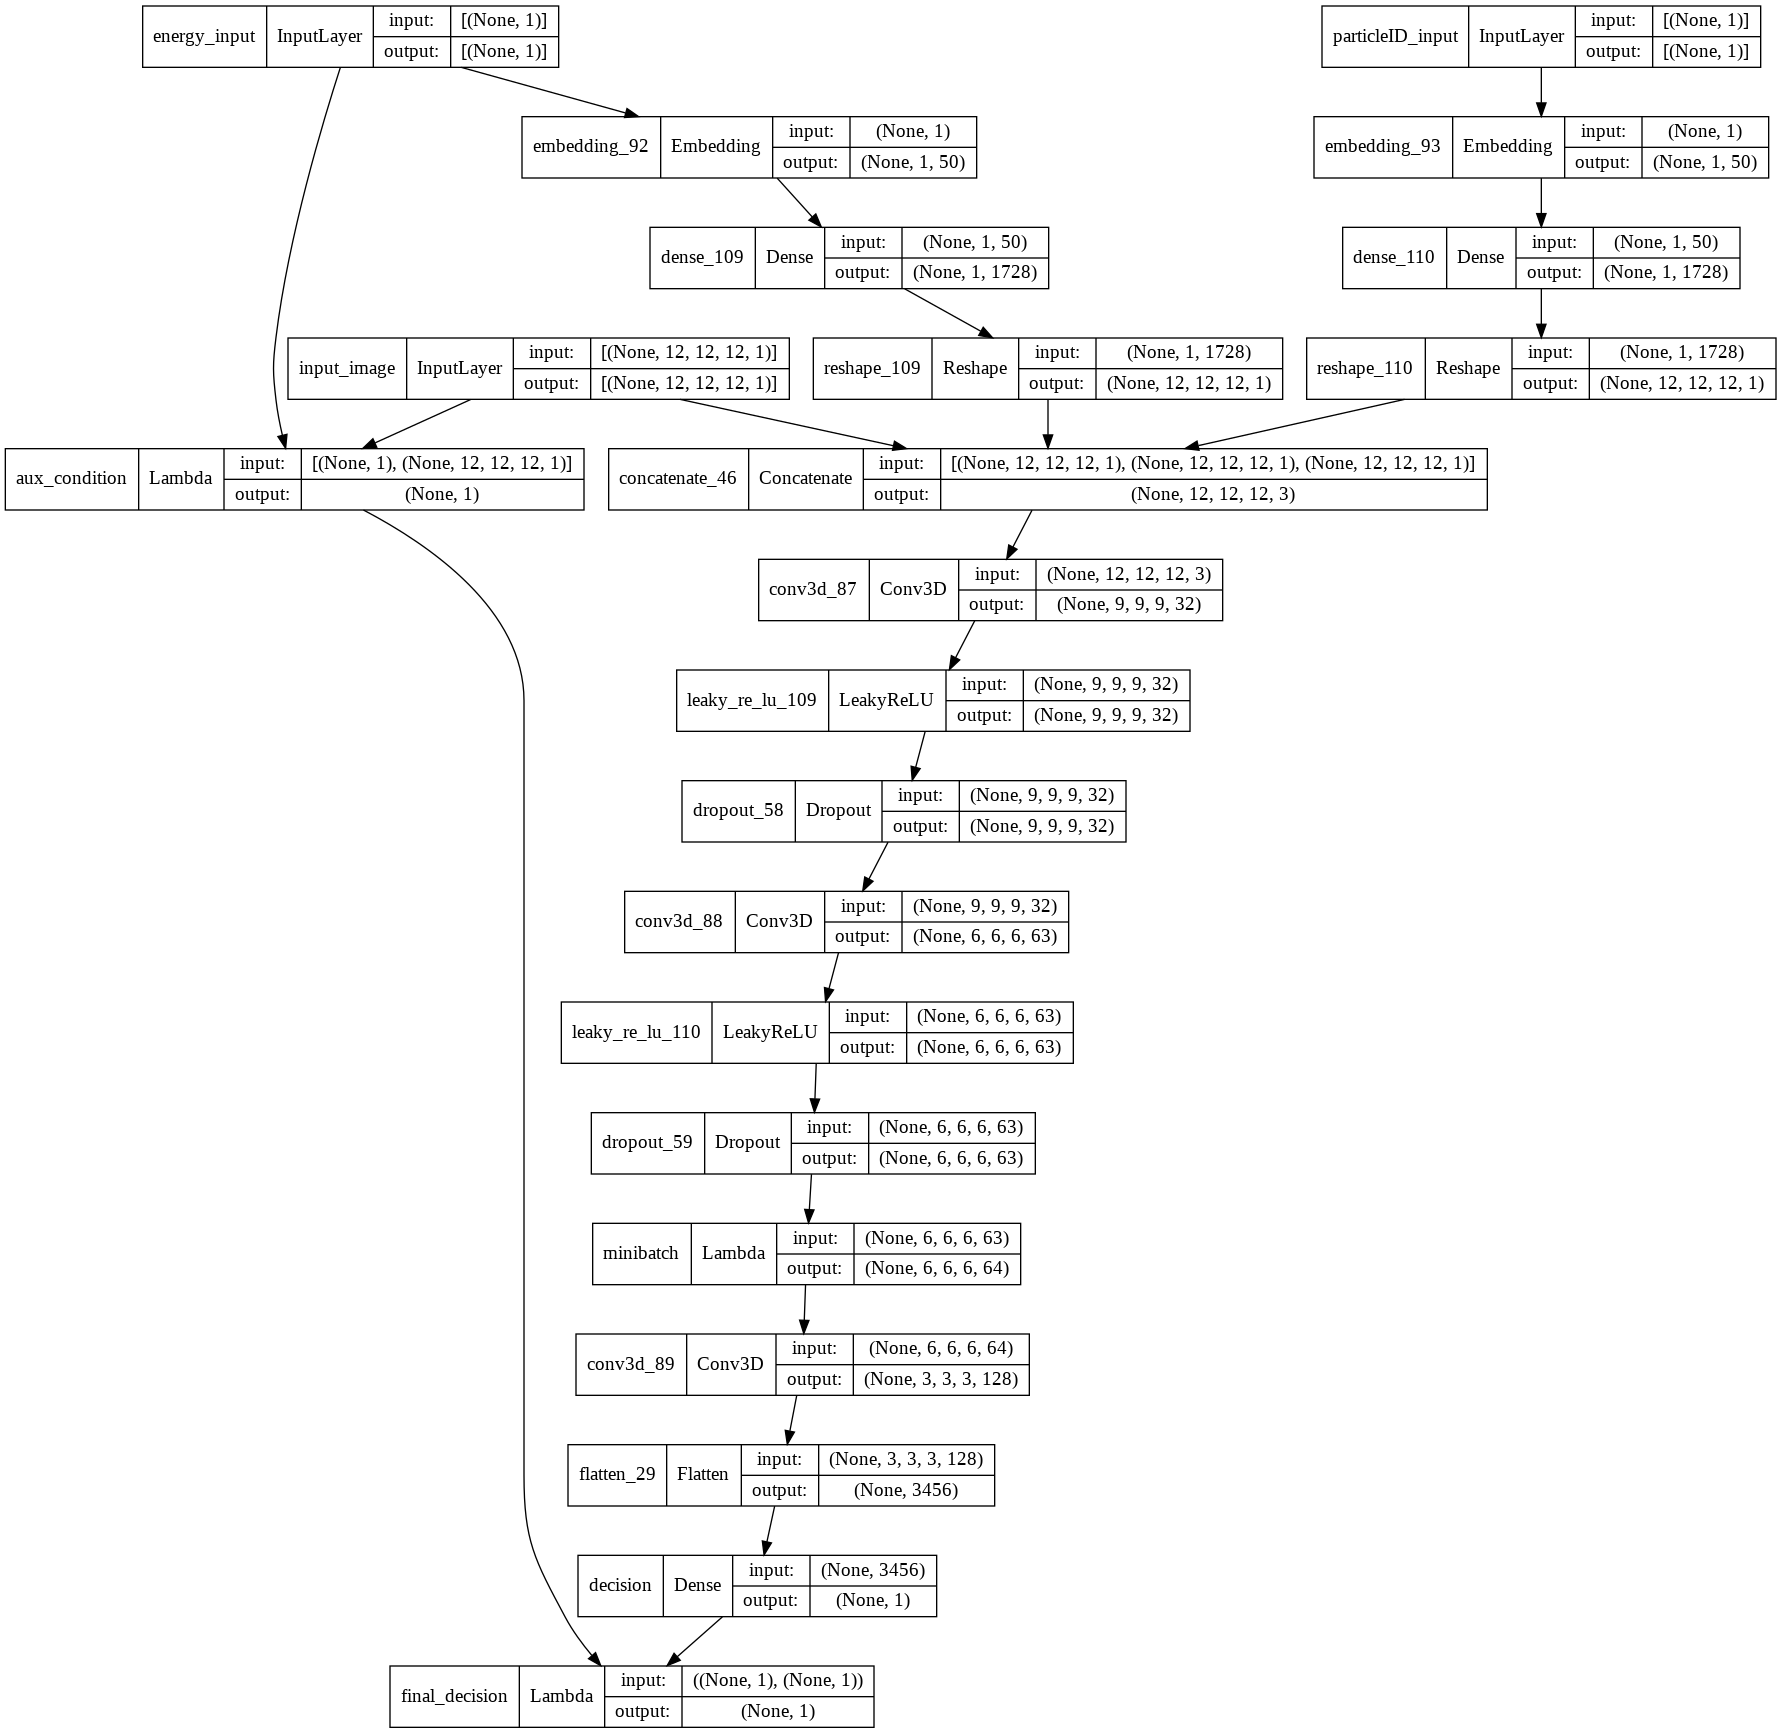 energy_input InputLayer input: [(None, 1)]
output: [(None, 1)]
particleID_input InputLayer input: [(None, 1)]
output: [(None, 1)]
embedding_92 Embedding input: (None, 1)
output: (None, 1, 50)
embedding_93 Embedding input: (None, 1)
output: (None, 1, 50)
dense_109 Dense input: (None, 1, 50)
output: (None, 1, 1728)
dense_110 Dense input: (None, 1, 50)
output: (None, 1, 1728)
input_image InputLayer input: [(None, 12, 12, 12, 1)]
output: [(None, 12, 12, 12, 1)]
reshape_109 Reshape input: (None, 1, 1728)
output: (None, 12, 12, 12, 1)
reshape_110 Reshape input: (None, 1, 1728)
output: (None, 12, 12, 12, 1)
aux_condition Lambda input: [(None, 1), (None, 12, 12, 12, 1)]
output: (None, 1)
concatenate_46 Concatenate input: [(None, 12, 12, 12, 1), (None, 12, 12, 12, 1), (None, 12, 12, 12, 1)]
output: (None, 12, 12, 12, 3)
conv3d_87 Conv3D input: (None, 12, 12, 12, 3)
output: (None, 9, 9, 9, 32)
leaky_re_lu_109 LeakyReLU input: (None, 9, 9, 9, 32)
output: (None, 9, 9, 9, 32)
dropout_58 Dropout input: (None, 9, 9, 9, 32)
output: (None, 9, 9, 9, 32)
conv3d_88 Conv3D input: (None, 9, 9, 9, 32)
output: (None, 6, 6, 6, 63)
leaky_re_lu_110 LeakyReLU input: (None, 6, 6, 6, 63)
output: (None, 6, 6, 6, 63)
dropout_59 Dropout input: (None, 6, 6, 6, 63)
output: (None, 6, 6, 6, 63)
minibatch Lambda input: (None, 6, 6, 6, 63)
output: (None, 6, 6, 6, 64)
conv3d_89 Conv3D input: (None, 6, 6, 6, 64)
output: (None, 3, 3, 3, 128)
flatten_29 Flatten input: (None, 3, 3, 3, 128)
output: (None, 3456)
decision Dense input: (None, 3456)
output: (None, 1)
final_decision Lambda input: ((None, 1), (None, 1))
output: (None, 1)